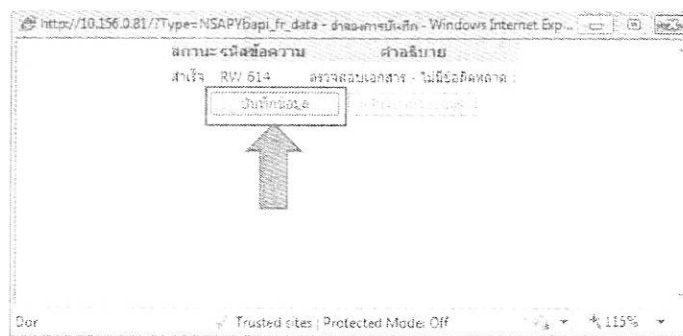 http://10.156.0.81/?Type=NSAPYbapi_fr_data - จำลองการบันทึก - Windows Internet Exp...
สถานะ รหัสข้อความ คำอธิบาย
สำเร็จ RW 614 ตรวจสอบเอกสาร - ไม่มีข้อผิดพลาด :
บันทึกข้อมูล
Dor Trusted sites | Protected Mode: Off 115%